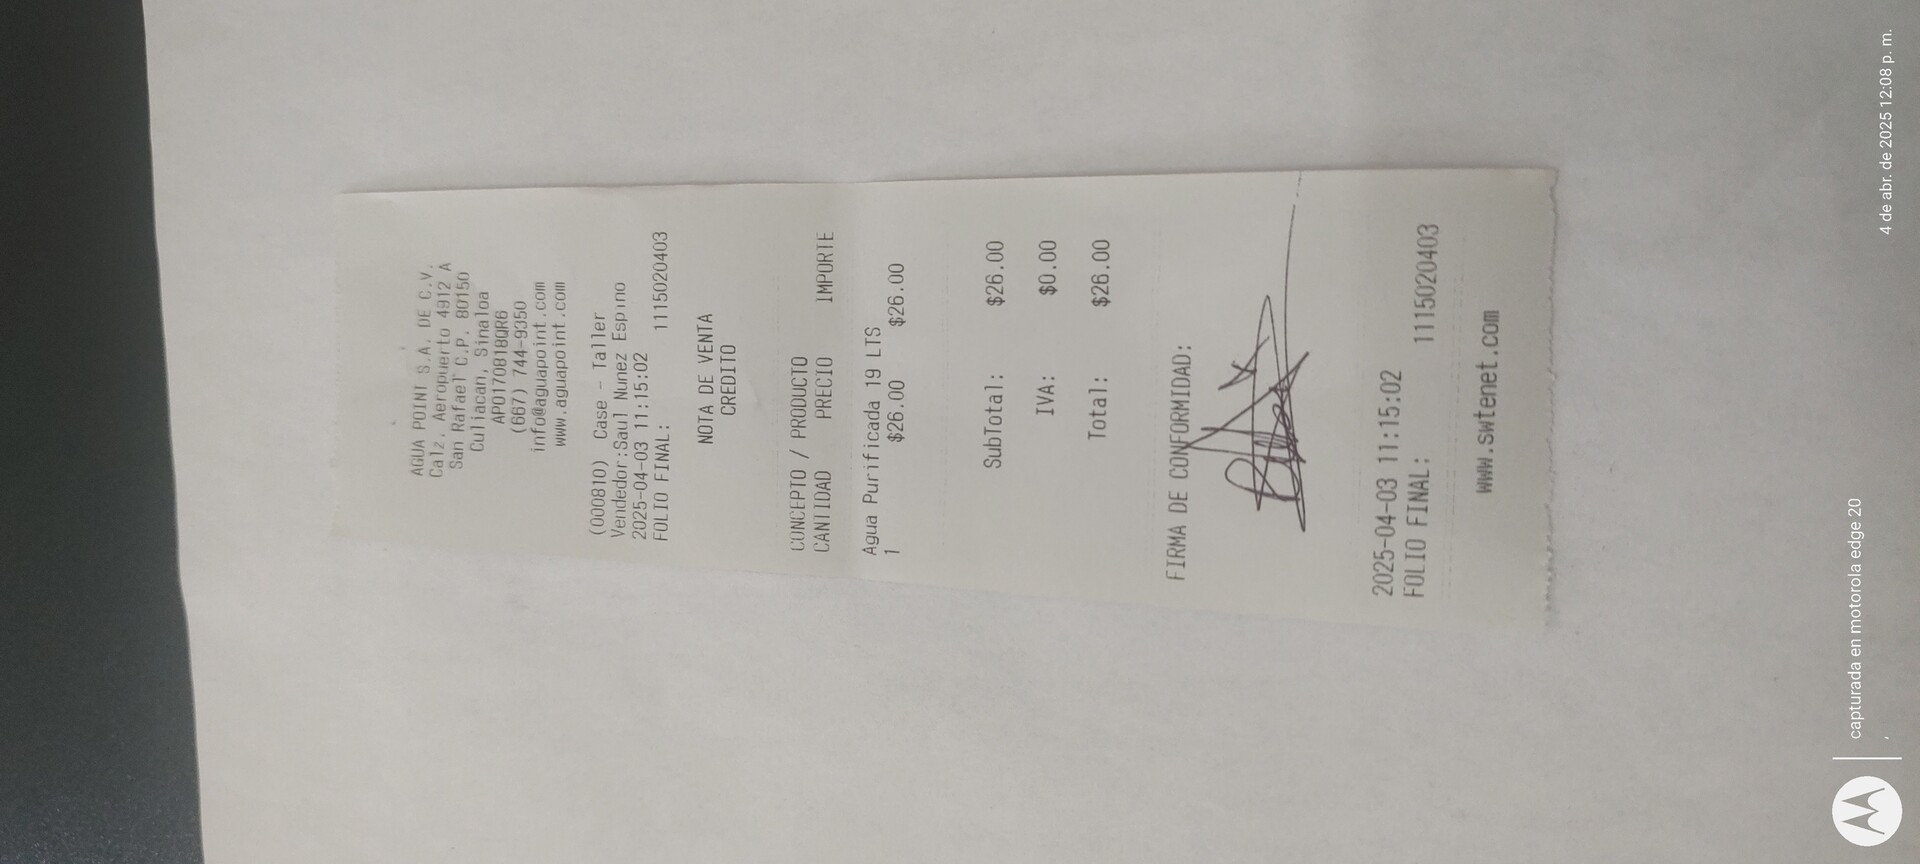 AGUA POINT S.A. DE C.V.
Calz. Aeropuerto 4912 A
San Rafael C.P. 80150
Culiacan, Sinaloa
APO170818QR6
(667) 744-9350
info@aguapoint.com
www.aguapoint.com
(000810) Case - Taller
Vendedor:Saul Nunez Espino
2025-04-03 11:15:02
FOLIO FINAL: 1115020403
NOTA DE VENTA
CREDITO
CONCEPTO / PRODUCTO
CANTIDAD PRECIO IMPORTE
Agua Purificada 19 LTS
1 $26.00 $26.00
SubTotal: $26.00
IVA: $0.00
Total: $26.00
FIRMA DE CONFORMIDAD:
2025-04-03 11:15:02
FOLIO FINAL: 1115020403
www.swtenet.com
capturada en motorola edge 20
4 de abr. de 2025 12:08 p. m.